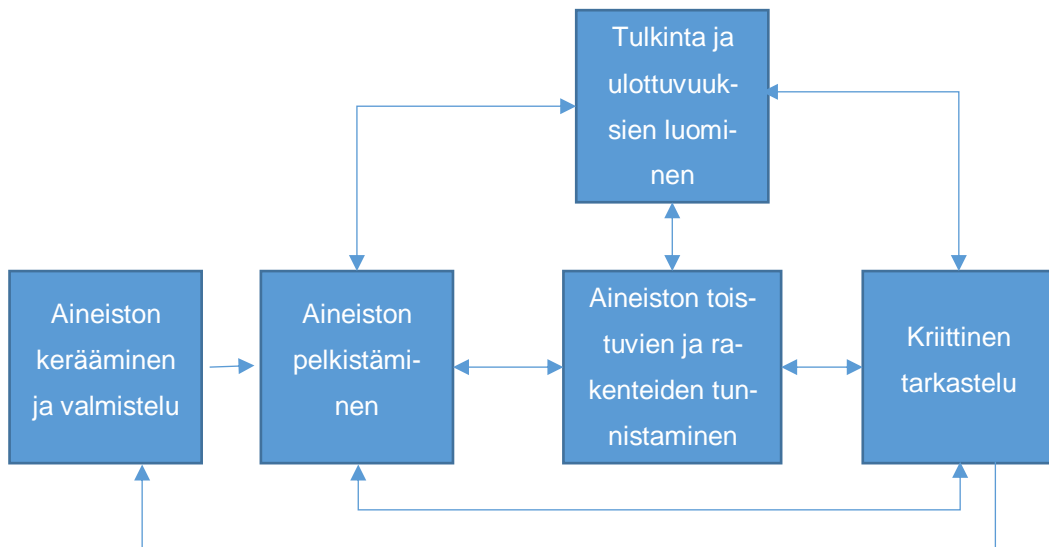 Tulkinta ja
ulottuvuuk-
sien luomi-
nen
Aineiston
kerääminen
ja valmistelu
Aineiston
pelkistämi-
nen
Aineiston tois-
tuvien ja ra-
kenteiden tun-
nistaminen
Kriittinen
tarkastelu